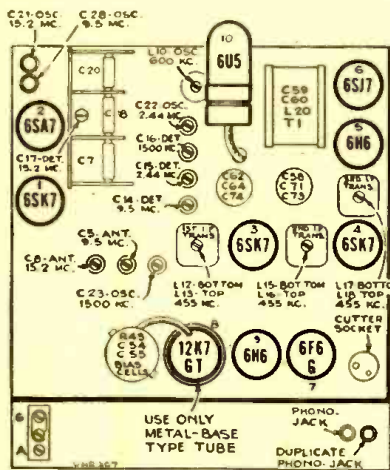 C21-OSC. C28-OSC.
15.2 MC. 9.5 MC.
L10-OSC.
600 KC.
10
6U5
C20
C18
C7
C22-OSC.
2.44 MC.
C16-DET.
1500 KC.
C15-DET.
2.44 MC.
C14-DET
9.5 MC.
C59
C60
L20
T1
6
6SJ7
5
6H6
2
6SA7
C17-DET.
15.2 MC.
1
6SK7
C62
C64
C74
C58
C71
C73
C5-ANT.
9.5 MC.
C8-ANT.
15.2 MC.
C23-OSC.
1500 KC.
1ST I.F.
TRANS.
3
6SK7
2ND I.F.
TRANS.
4
6SK7
TRANS.
L12-BOTTOM
L13-TOP
455 KC.
L15-BOTTOM
L16-TOP
455 KC.
L17 BOTTOM
L18 TOP
455 KC.
CUTTER
SOCKET
R45
C54
C55
BIAS
CELLS
8
12K7
GT
9
6H6
6F6
G
7
USE ONLY
METAL-BASE
TYPE TUBE
G
A
PHONO-
JACK
DUPLICATE
PHONO-JACK